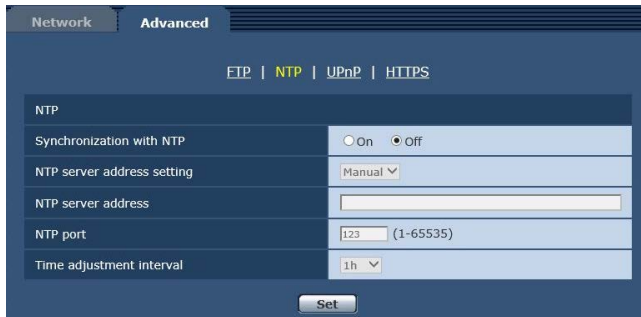 Network Advanced
FTP | NTP | UPnP | HTTPS
NTP
Synchronization with NTP On Off
NTP server address setting Manual
NTP server address
NTP port 123 (1-65535)
Time adjustment interval 1h
Set